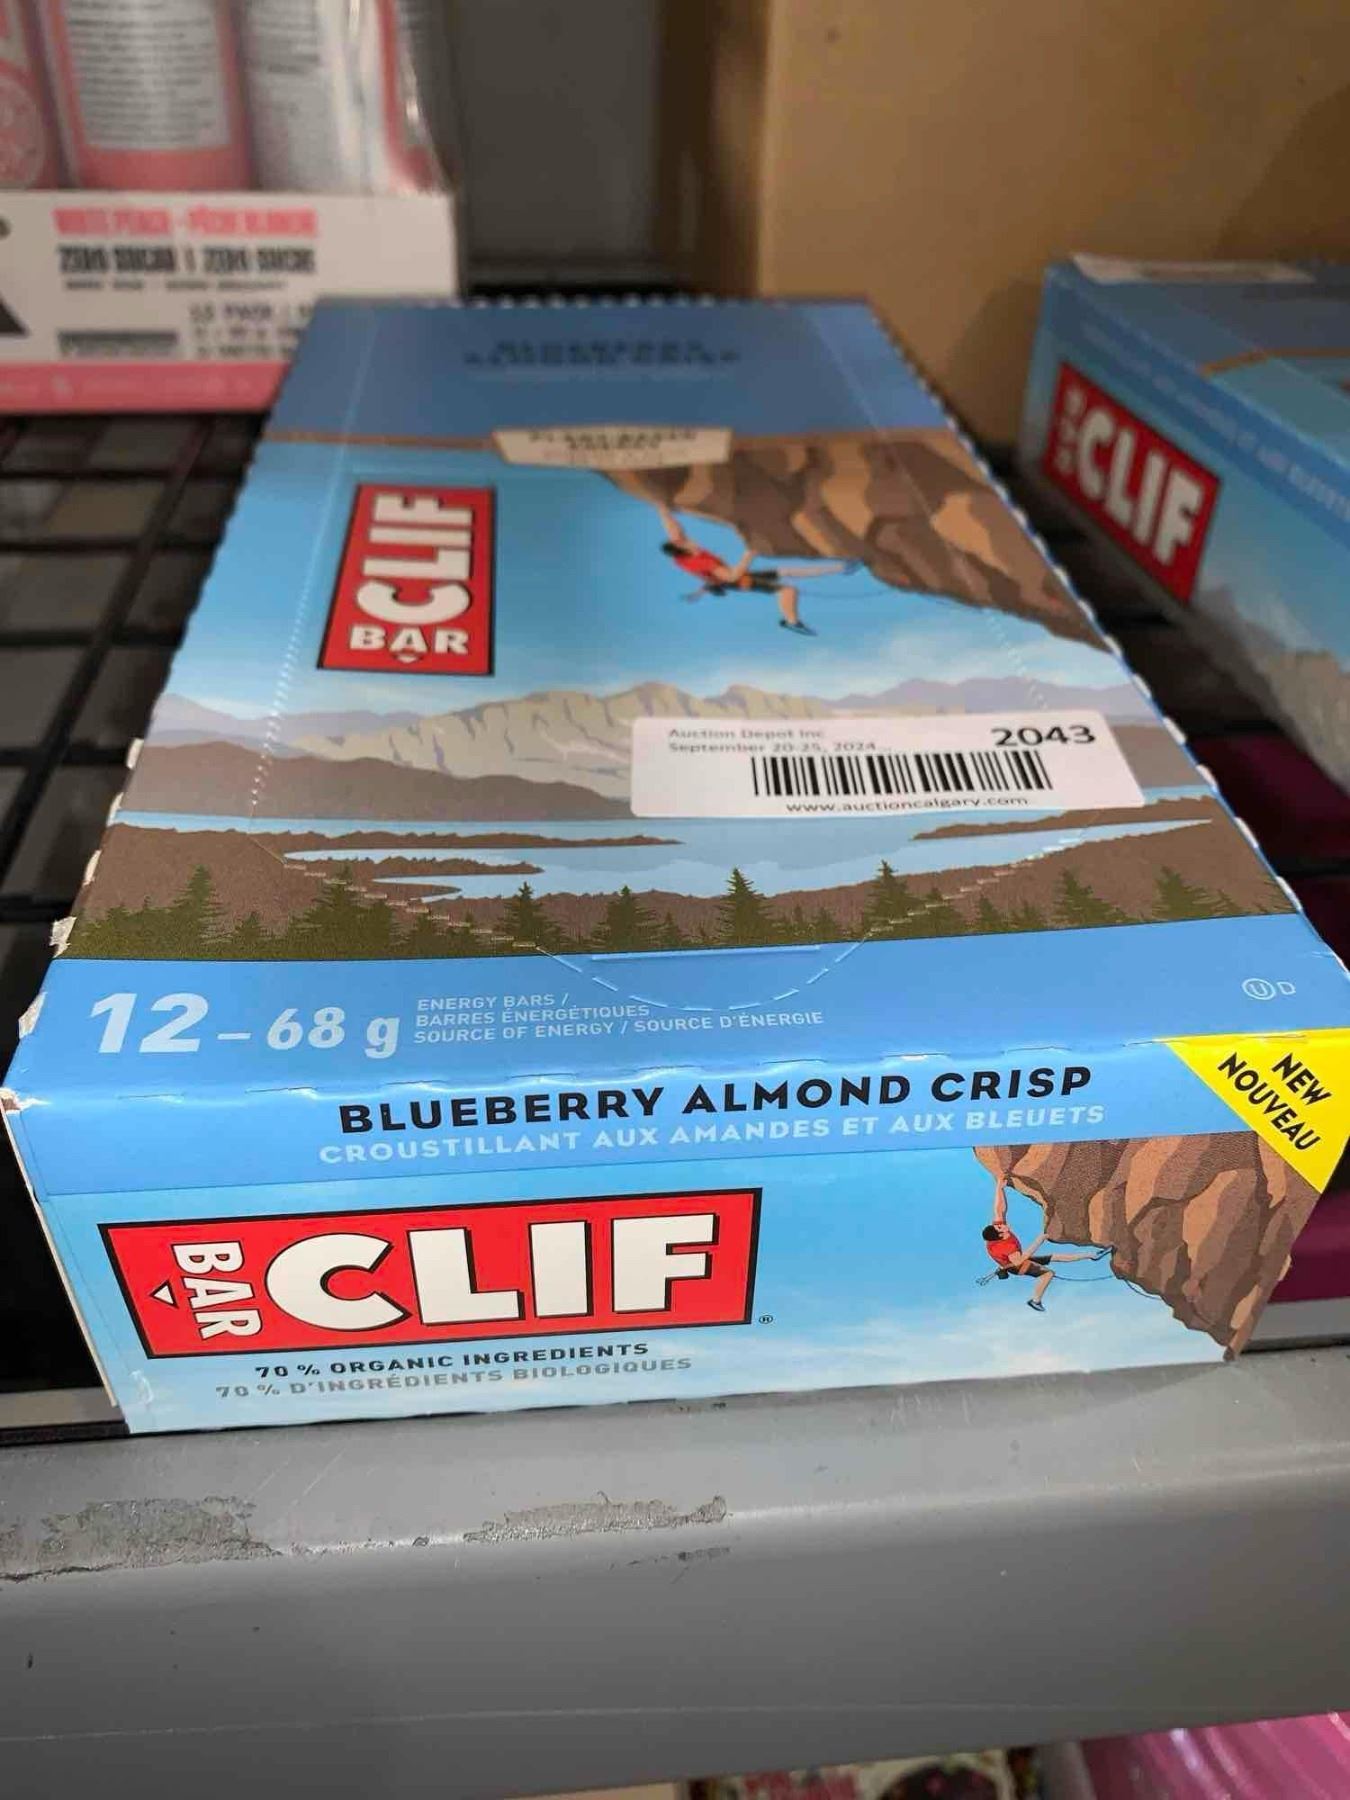 ZERO SUGAR | ZERO SUCRE
CLIF
BAR
CLIF
Auction Depot Inc
September 20-25, 2024
2043
www.auctioncalgary.com
12-68 g
ENERGY BARS /
BARRES ÉNERGÉTIQUES
SOURCE OF ENERGY / SOURCE D'ÉNERGIE
U D
NEW
NOUVEAU
BLUEBERRY ALMOND CRISP
CROUSTILLANT AUX AMANDES ET AUX BLEUETS
BAR
CLIF
®
70 % ORGANIC INGREDIENTS
70 % D'INGRÉDIENTS BIOLOGIQUES